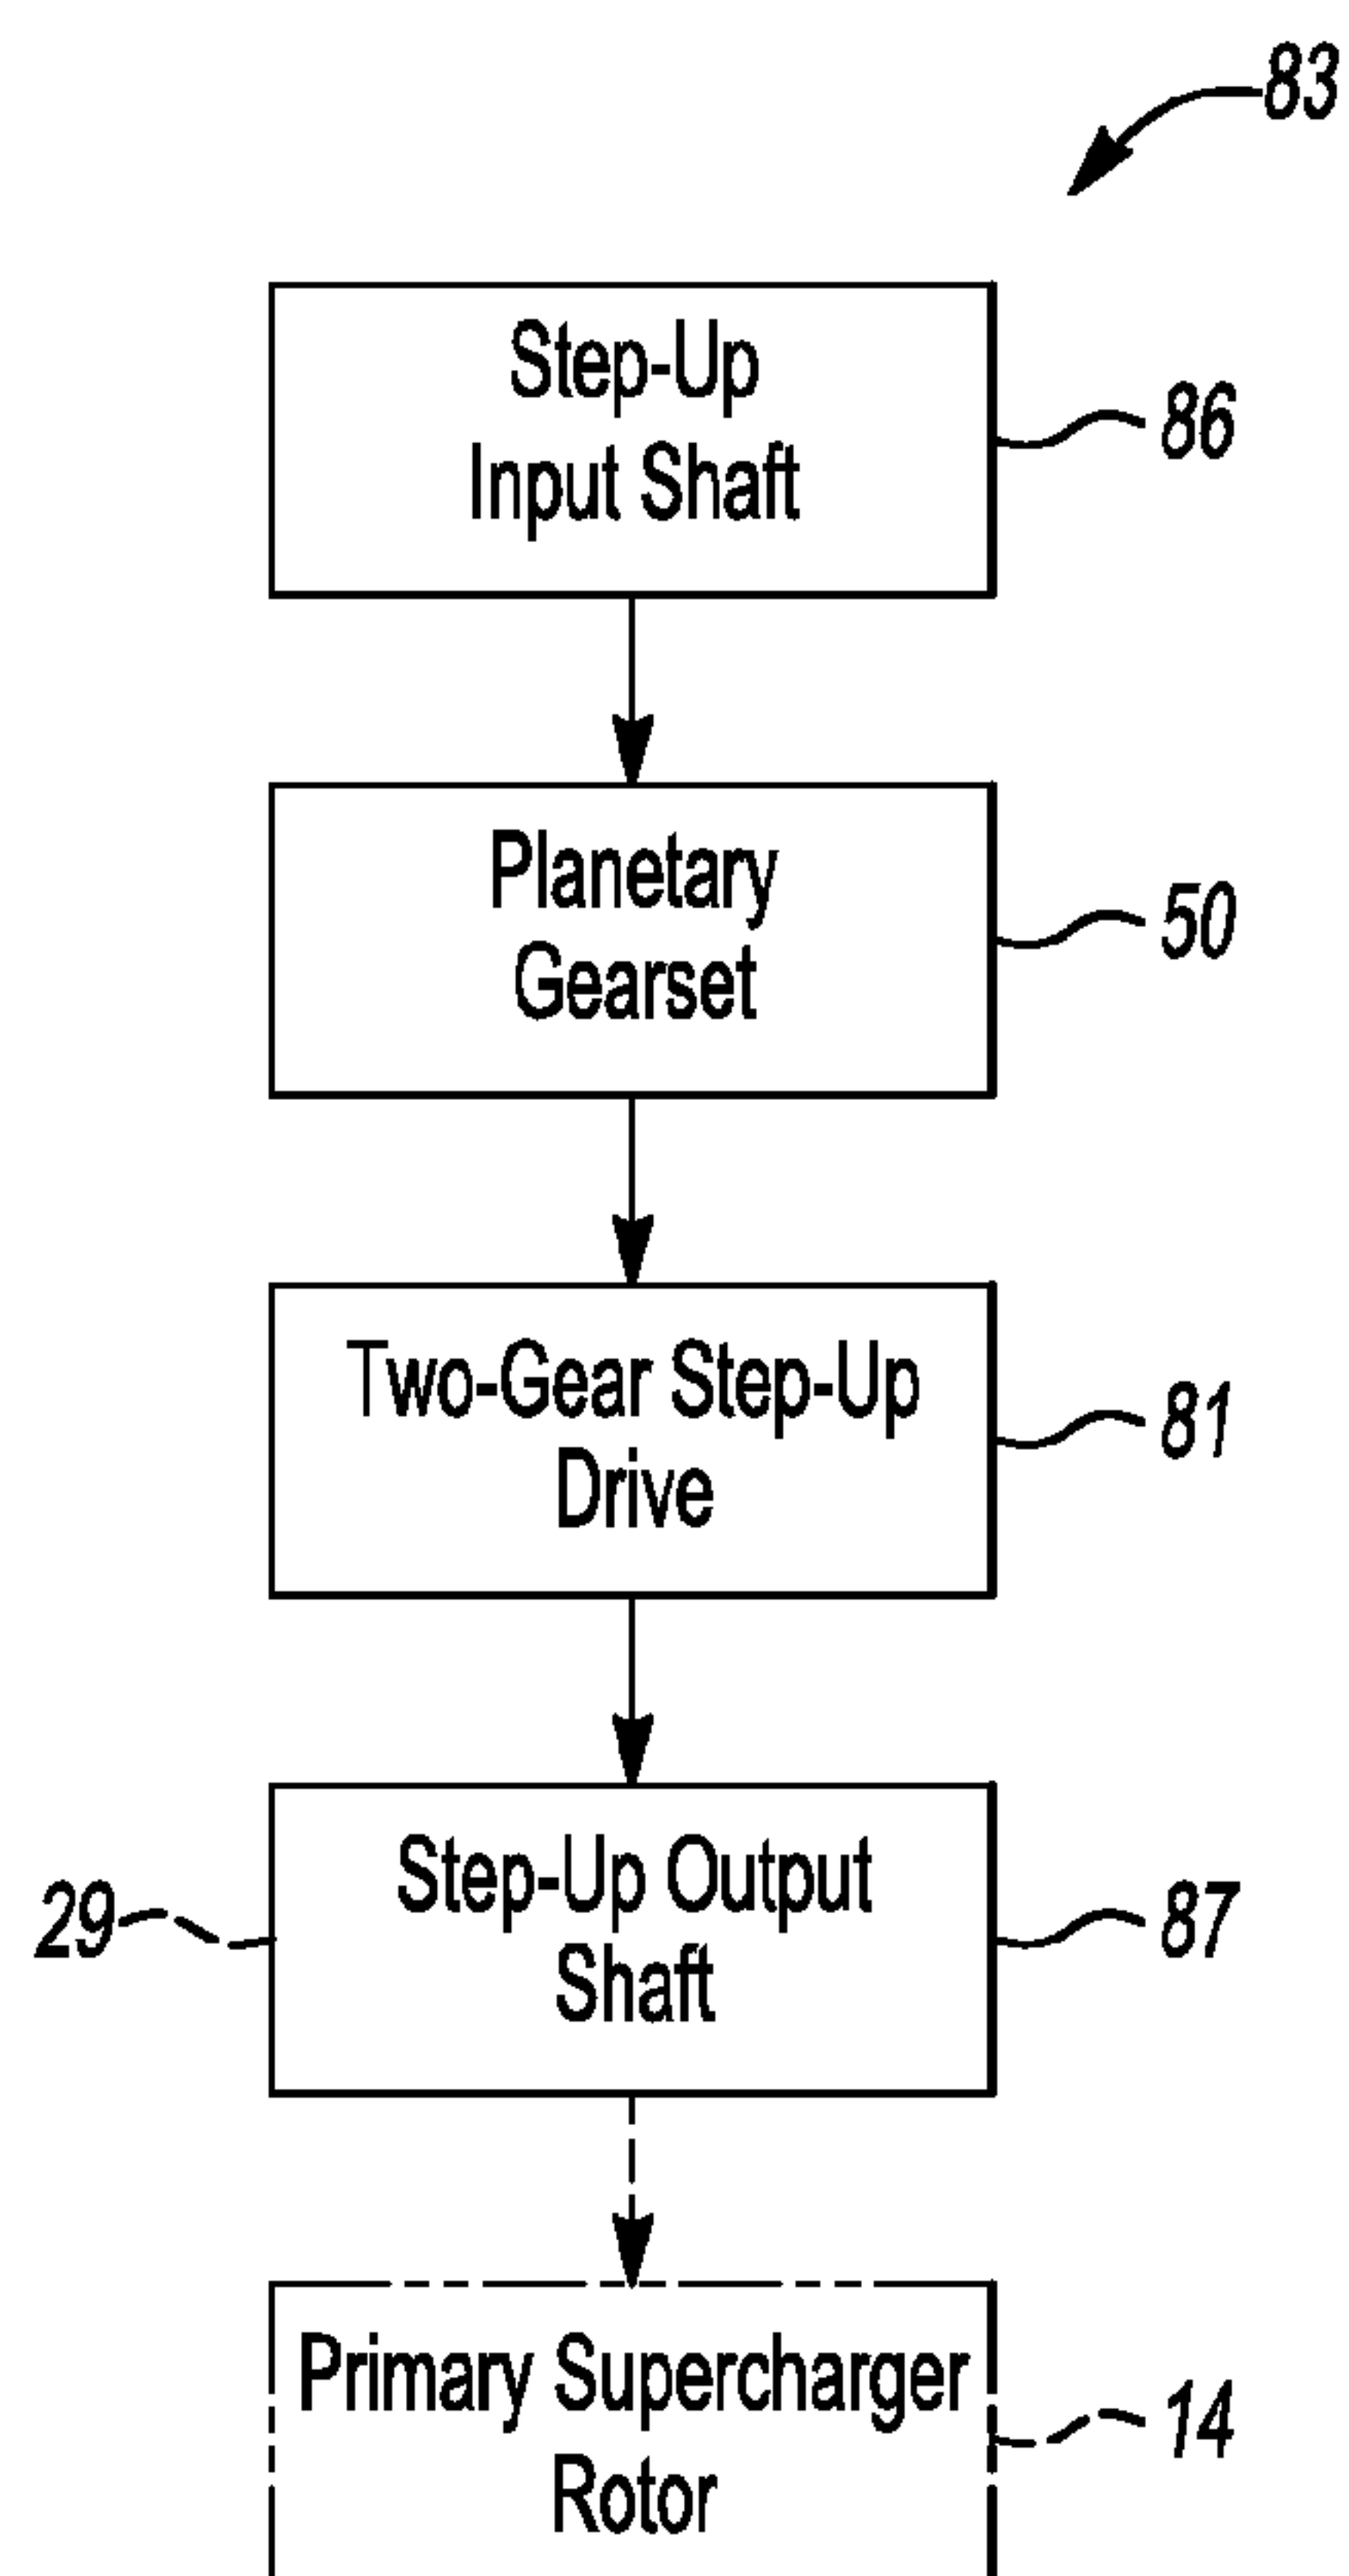 83
Step-Up
Input Shaft
86
Planetary
Gearset
50
Two-Gear Step-Up
Drive
81
Step-Up Output
Shaft
29
87
Primary Supercharger
Rotor
14